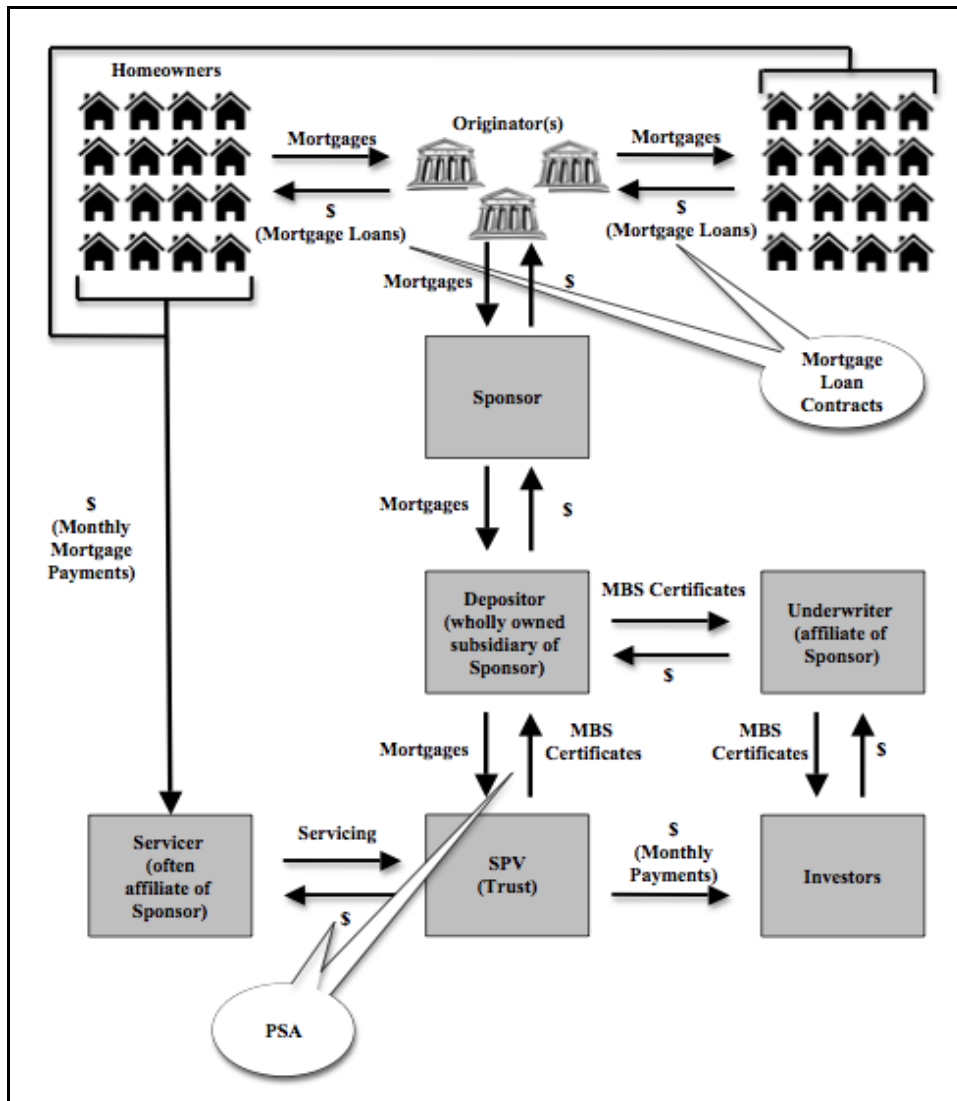 Homeowners
Originator(s)
Mortgages
Mortgages
$
(Mortgage Loans)
$
(Mortgage Loans)
Mortgages
$
Mortgage
Loan
Contracts
Sponsor
Mortgages
$
$
(Monthly
Mortgage
Payments)
Depositor
(wholly owned
subsidiary of
Sponsor)
MBS Certificates
$
Underwriter
(affiliate of
Sponsor)
Mortgages
MBS
Certificates
MBS
Certificates
$
Servicer
(often
affiliate of
Sponsor)
Servicing
$
SPV
(Trust)
$
(Monthly
Payments)
Investors
PSA